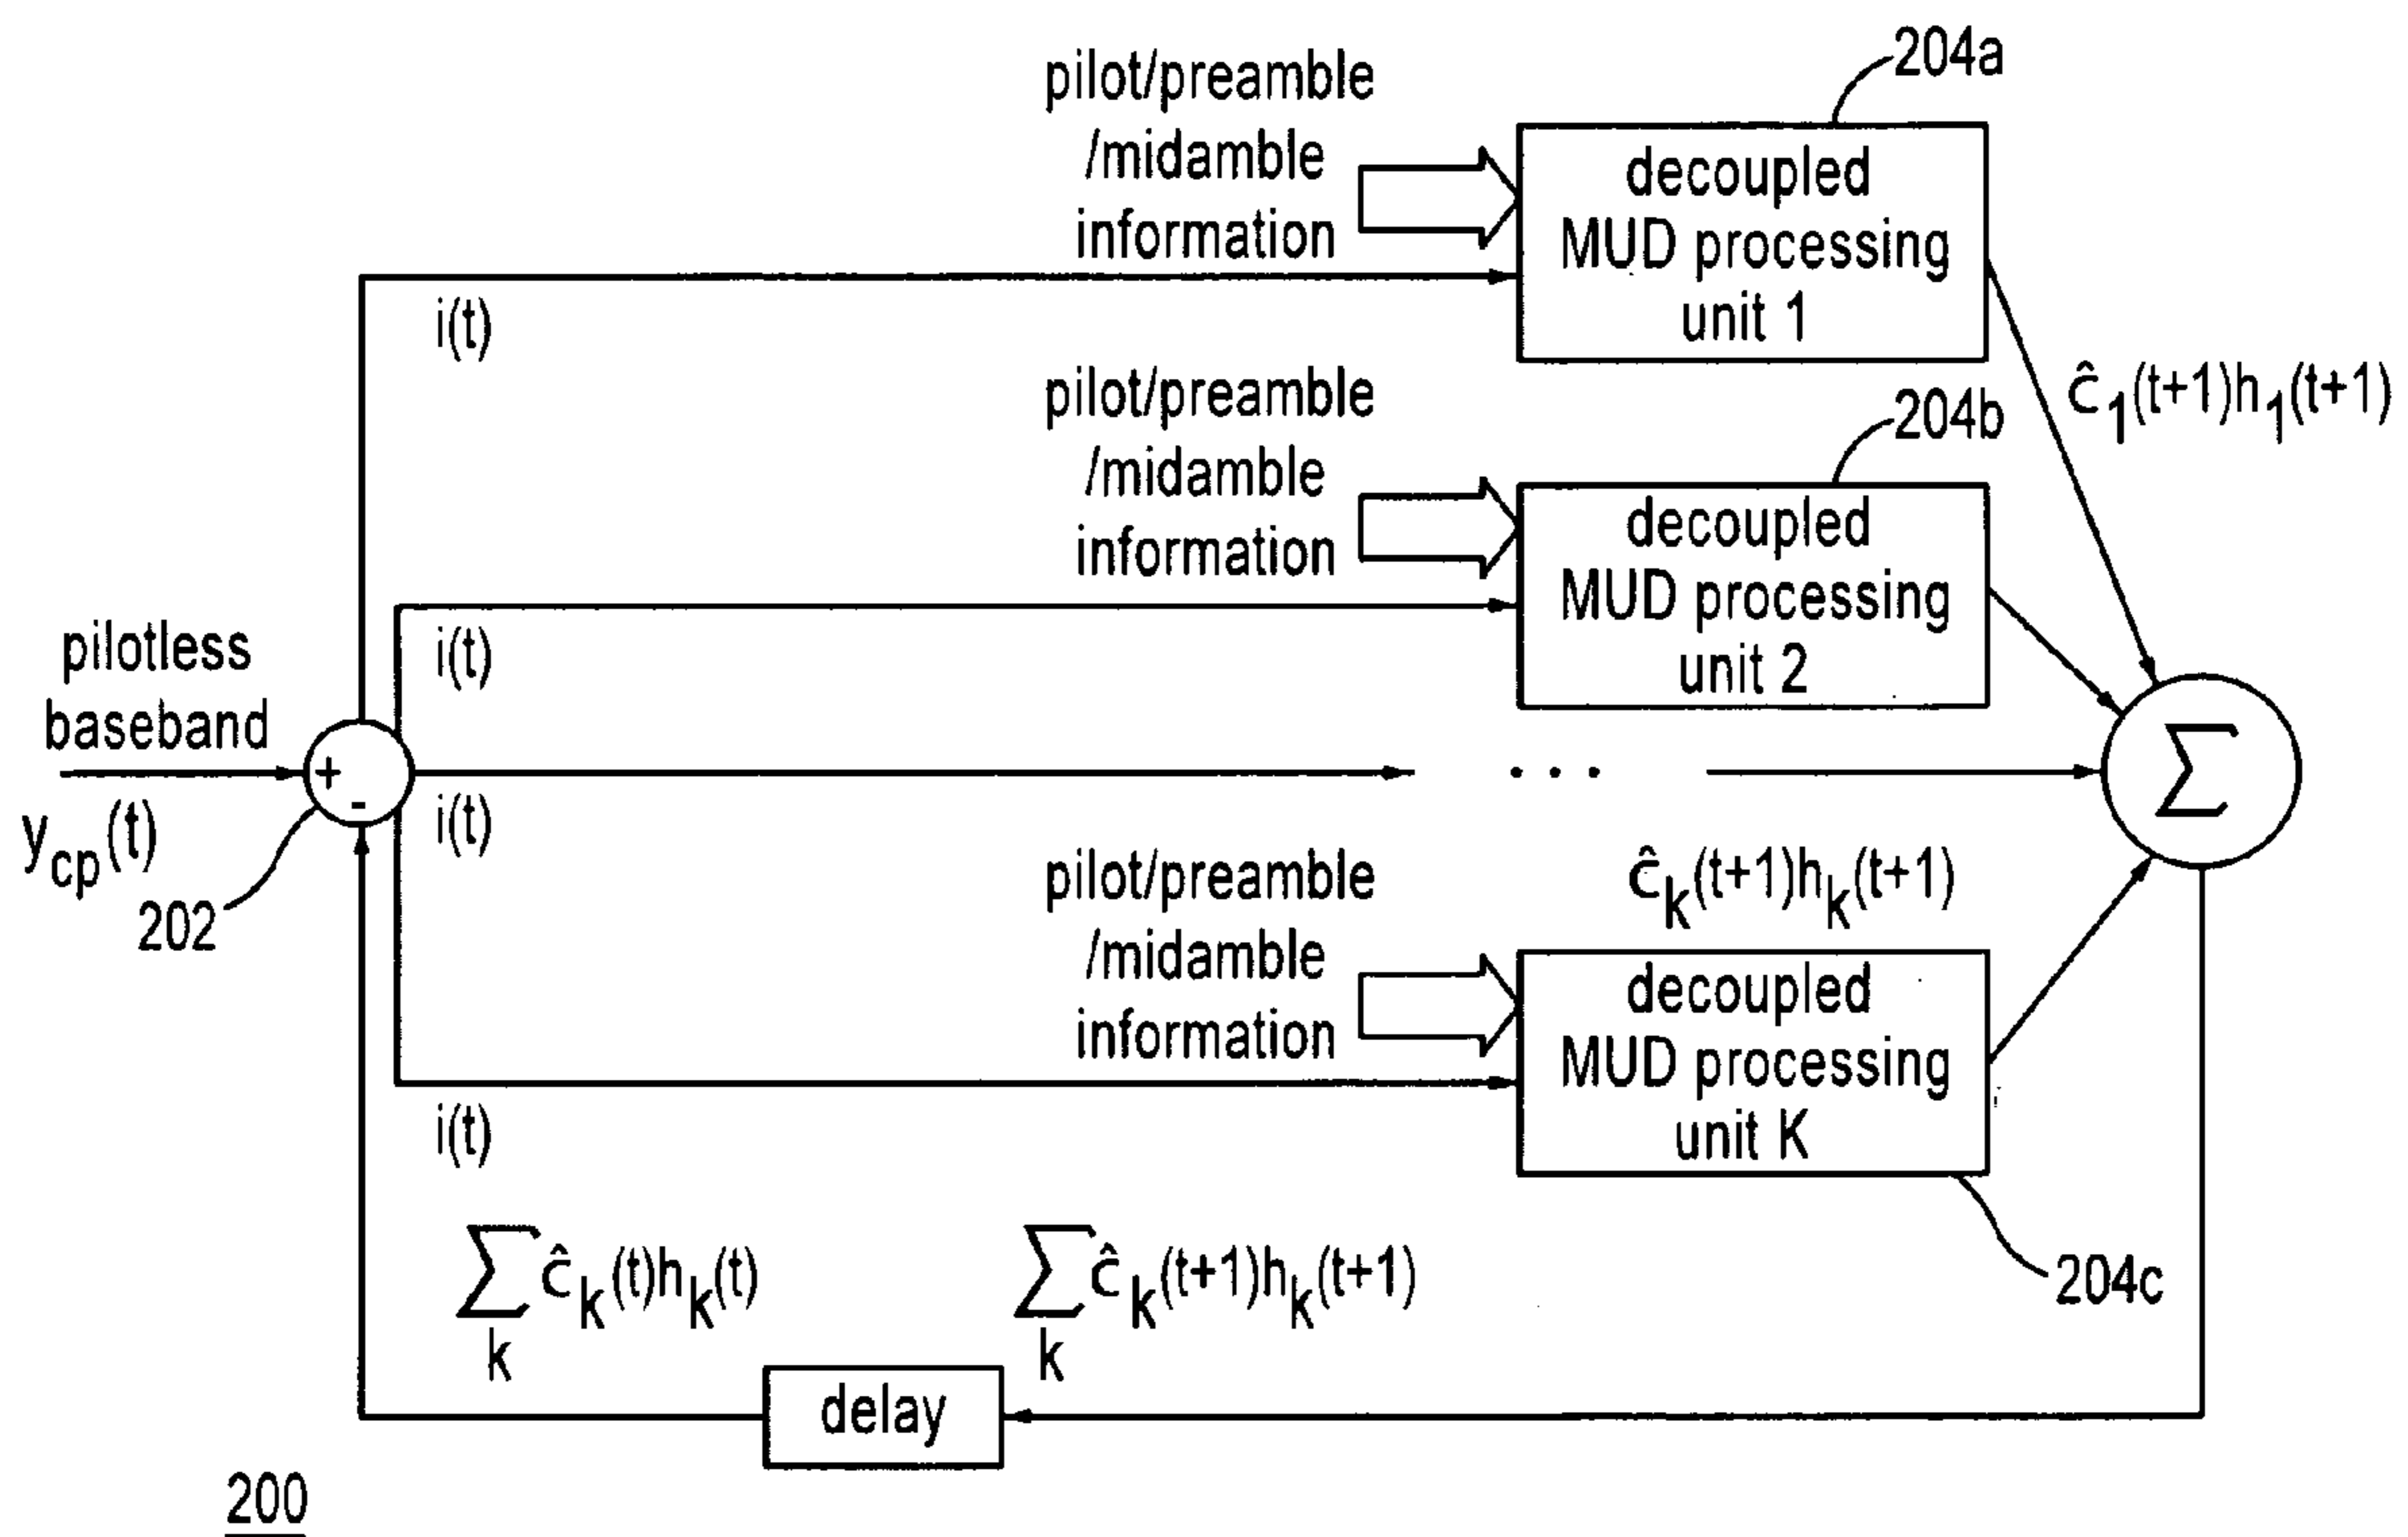 204a
pilot/preamble
/midamble
information
decoupled
MUD processing
unit 1
i(t)
ĉ1(t+1)h1(t+1)
pilot/preamble
/midamble
information
204b
decoupled
MUD processing
unit 2
i(t)
pilotless
baseband
+
-
ycp(t)
202
i(t)
...
∑
pilot/preamble
/midamble
information
ĉk(t+1)hk(t+1)
decoupled
MUD processing
unit K
i(t)
204c
∑ĉk(t)hk(t)
k
∑ĉk(t+1)hk(t+1)
k
delay
200